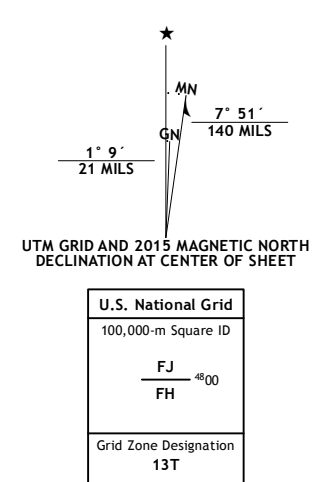 ★
MN
GN
7° 51´
140 MILS
1° 9´
21 MILS
UTM GRID AND 2015 MAGNETIC NORTH
DECLINATION AT CENTER OF SHEET
U.S. National Grid
100,000-m Square ID
FJ
4800
FH
Grid Zone Designation
13T